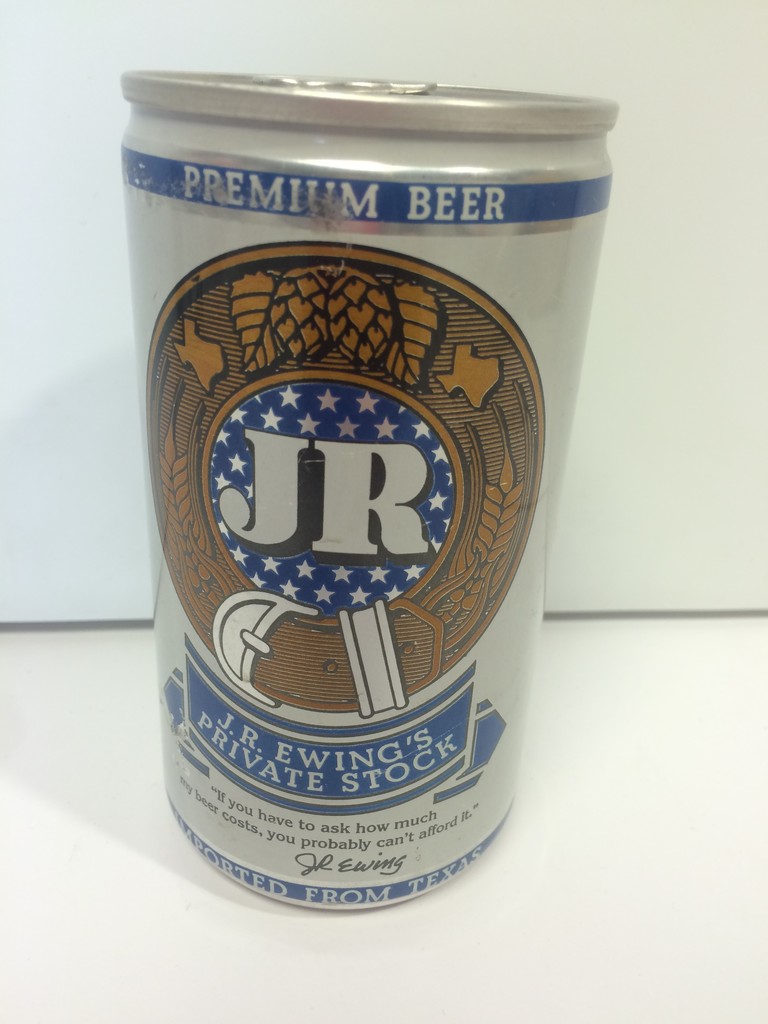 PREMIUM BEER
JR
J.R. EWING'S
PRIVATE STOCK
"If you have to ask how much
my beer costs, you probably can't afford it."
JR Ewing
IMPORTED FROM TEXAS